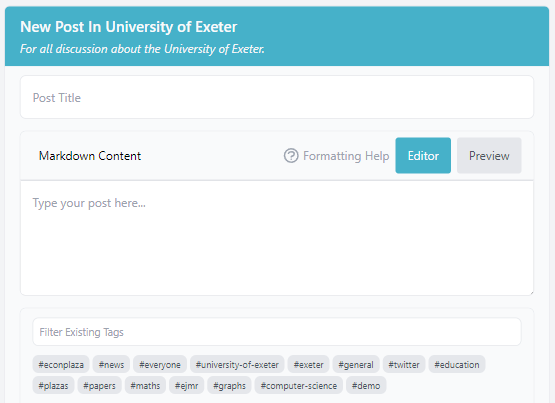 New Post In University of Exeter
For all discussion about the University of Exeter.
Post Title
Markdown Content Formatting Help Editor Preview
Type your post here...
Filter Existing Tags
#econplaza #news #everyone #university-of-exeter #exeter #general #twitter #education
#plazas #papers #maths #ejmr #graphs #computer-science #demo